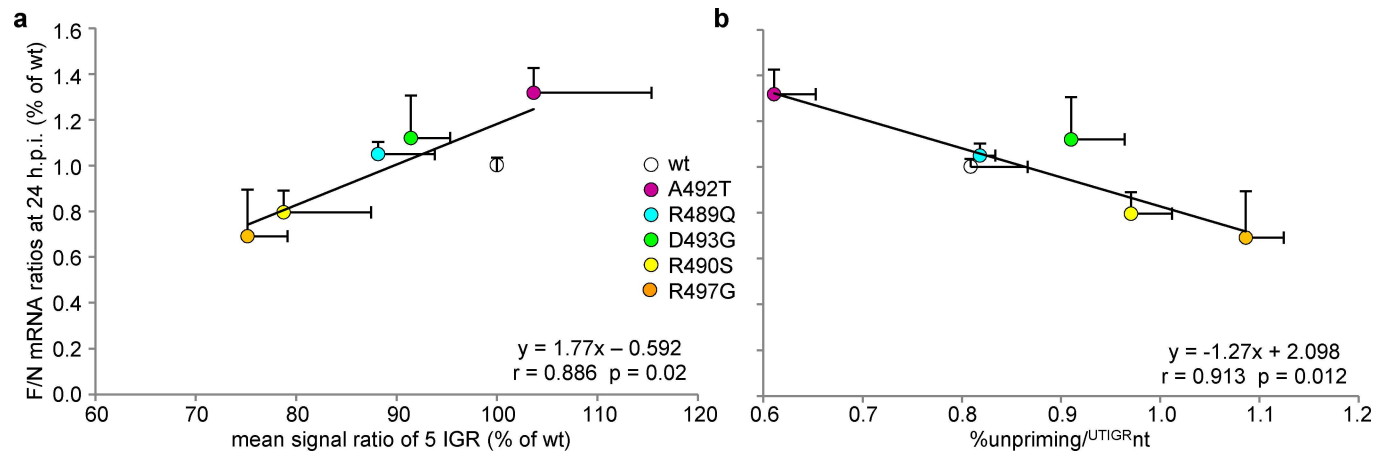 a
F/N mRNA ratios at 24 h.p.i. (% of wt)
1.6
1.4
1.2
1.0
0.8
0.6
0.4
0.2
0.0
60 70 80 90 100 110 120
mean signal ratio of 5 IGR (% of wt)
y = 1.77x – 0.592
r = 0.886 p = 0.02
wt
A492T
R489Q
D493G
R490S
R497G
b
y = -1.27x + 2.098
r = 0.913 p = 0.012
0.6 0.7 0.8 0.9 1.0 1.1 1.2
%unpriming/UTIGRnt